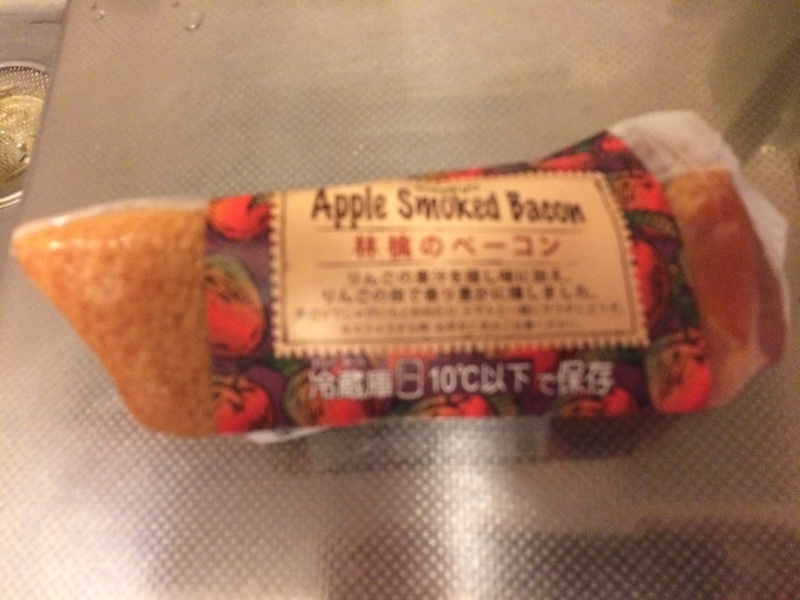 Apple Smoked Bacon
林檎のベーコン
りんごの果汁を隠し味に加え、
りんごの樹で香り豊かに燻しました。
冷蔵庫 10℃以下で保存